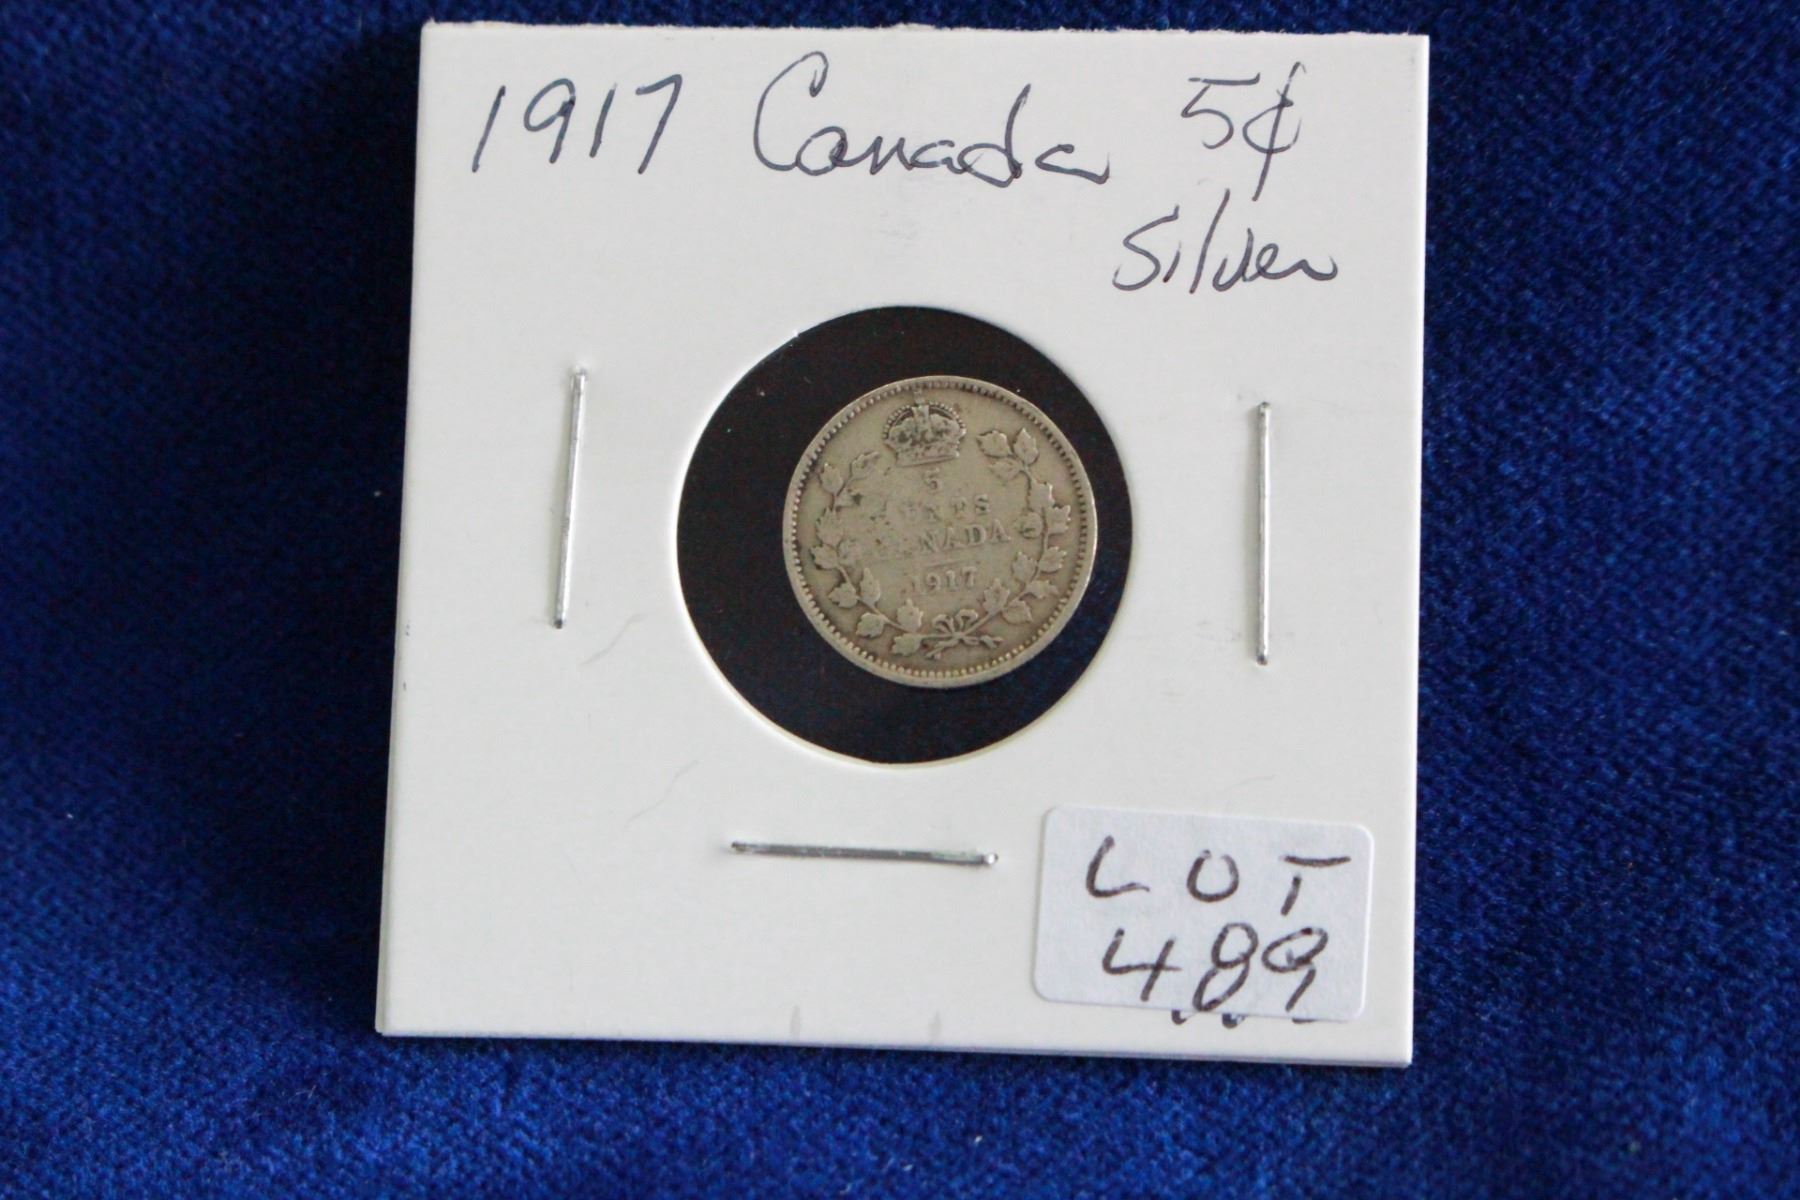 1917 Canada 5¢
Silver
5
CENTS
CANADA
1917
LOT
489